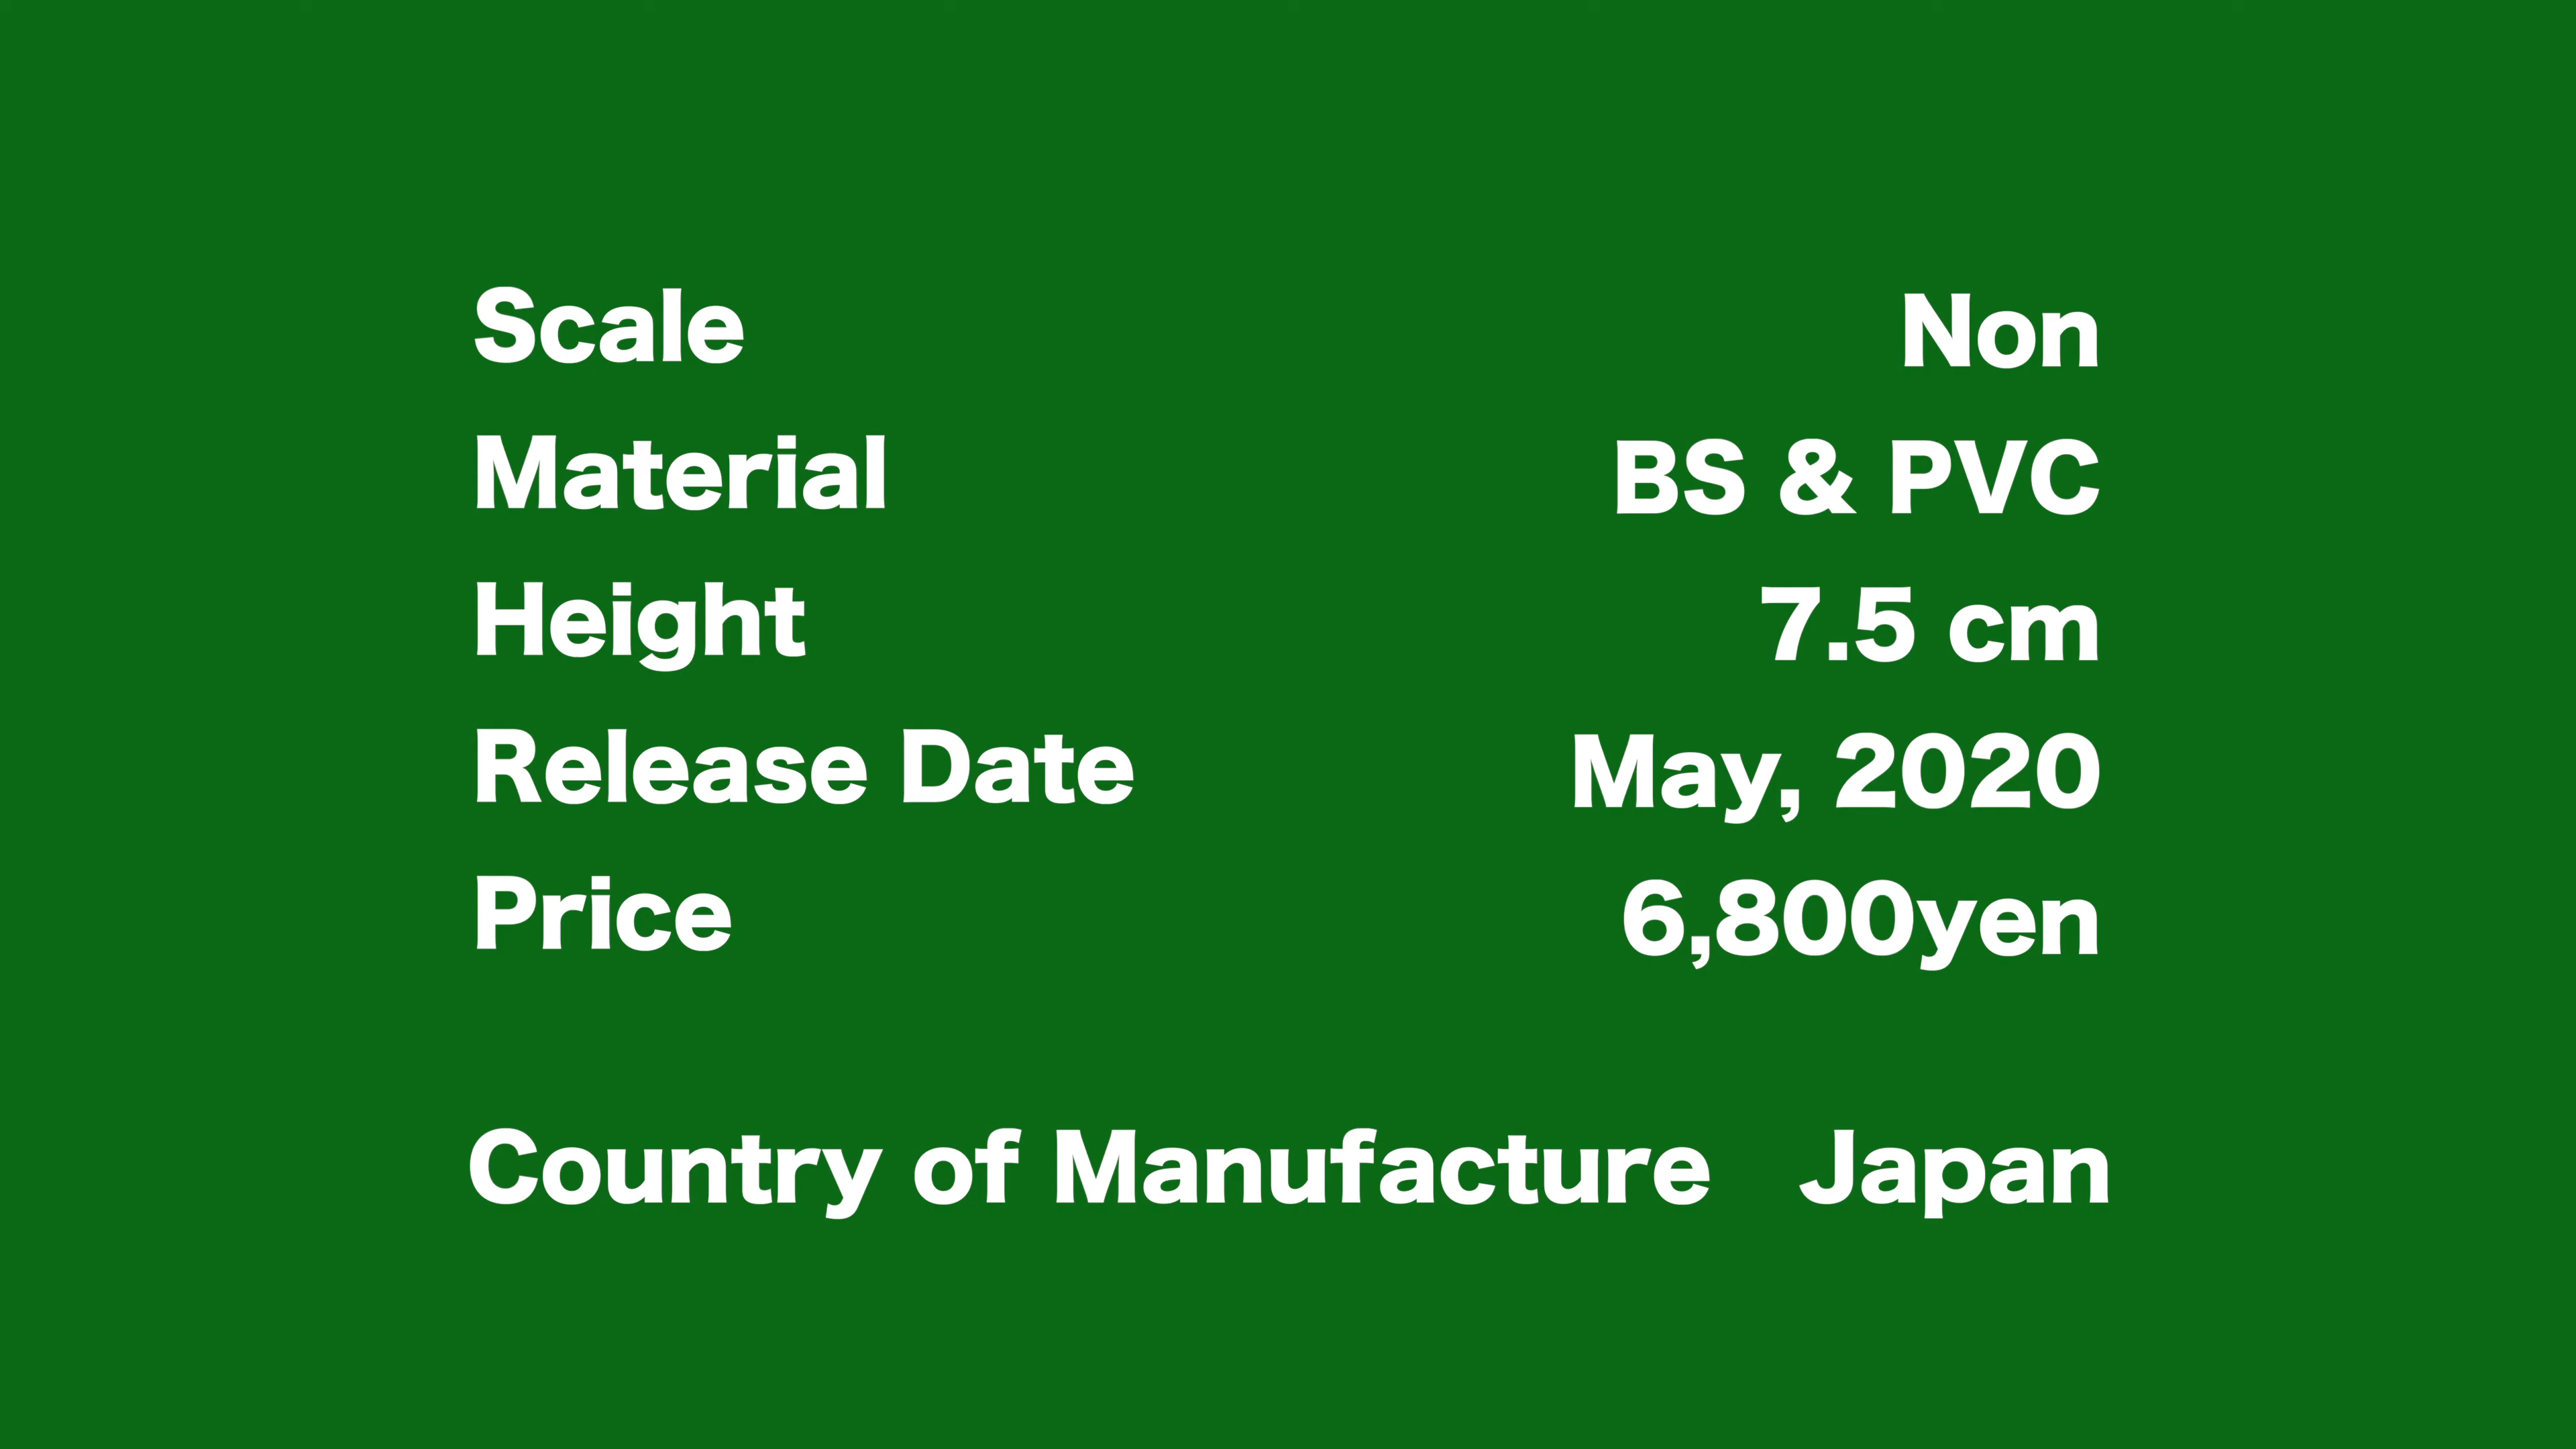 Scale Non
Material BS & PVC
Height 7.5 cm
Release Date May, 2020
Price 6,800yen
Country of Manufacture Japan